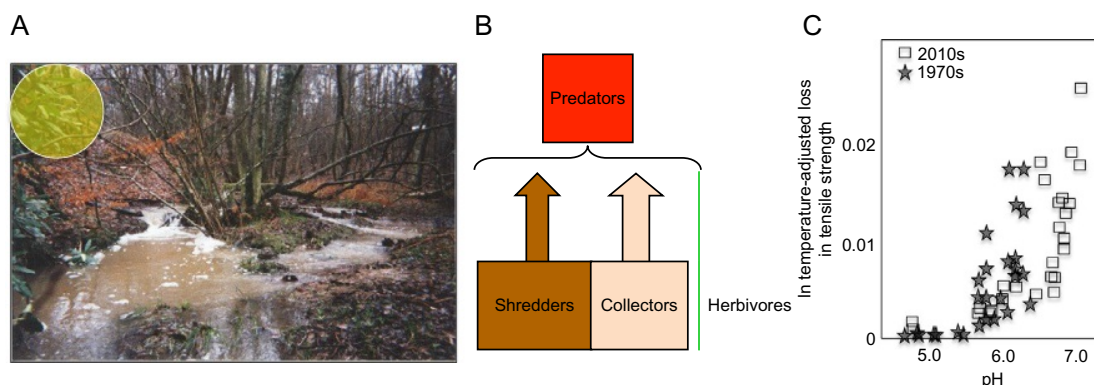 A
B
C
Predators
Shredders
Collectors
Herbivores
2010s
1970s
ln temperature-adjusted loss
in tensile strength
0.02
0.01
0
5.0
6.0
7.0
pH